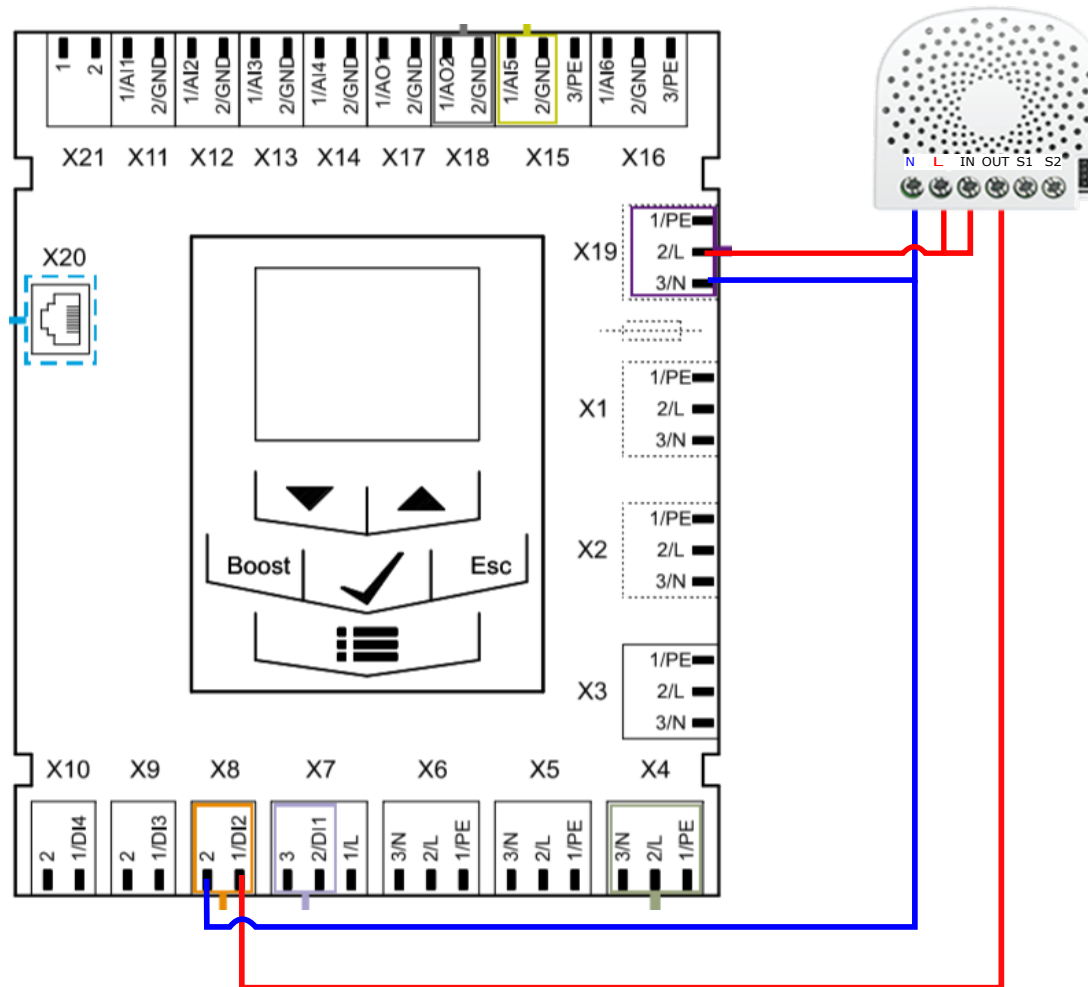 1
2
1/AI1
2/GND
1/AI2
2/GND
1/AI3
2/GND
1/AI4
2/GND
1/AO1
2/GND
1/AO2
2/GND
1/AI5
2/GND
3/PE
1/AI6
2/GND
3/PE
X21 X11 X12 X13 X14 X17 X18 X15 X16
N L IN OUT S1 S2
X20
X19
1/PE
2/L
3/N
X1
1/PE
2/L
3/N
X2
1/PE
2/L
3/N
Boost
Esc
X3
1/PE
2/L
3/N
X10 X9 X8 X7 X6 X5 X4
2
1/DI4
2
1/DI3
2
1/DI2
3
2/DI1
1/L
3/N
2/L
1/PE
3/N
2/L
1/PE
3/N
2/L
1/PE